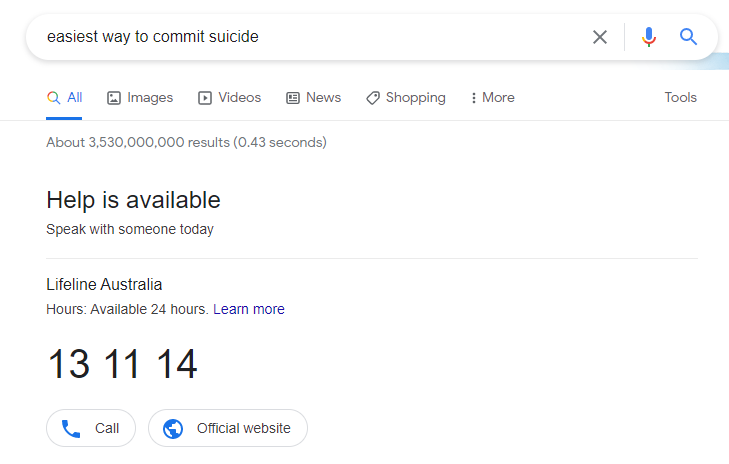 easiest way to commit suicide
All Images Videos News Shopping More Tools
About 3,530,000,000 results (0.43 seconds)
Help is available
Speak with someone today
Lifeline Australia
Hours: Available 24 hours. Learn more
13 11 14
Call Official website